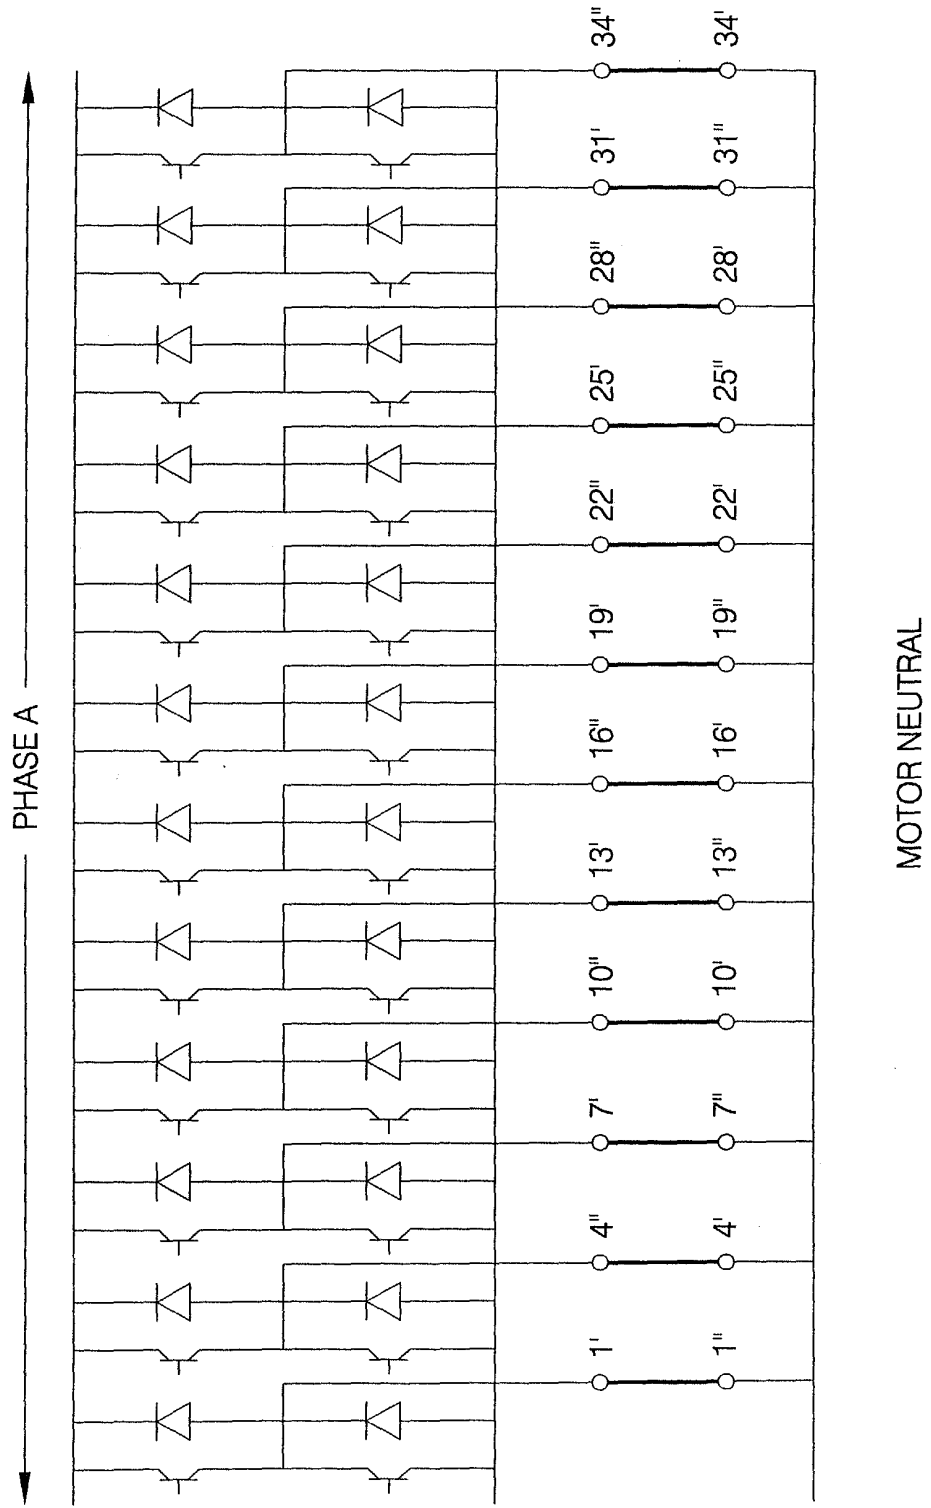 PHASE A
1' 4" 7' 10" 13' 16" 19' 22" 25' 28" 31' 34"
1" 4' 7" 10' 13" 16' 19" 22' 25" 28' 31" 34'
MOTOR NEUTRAL